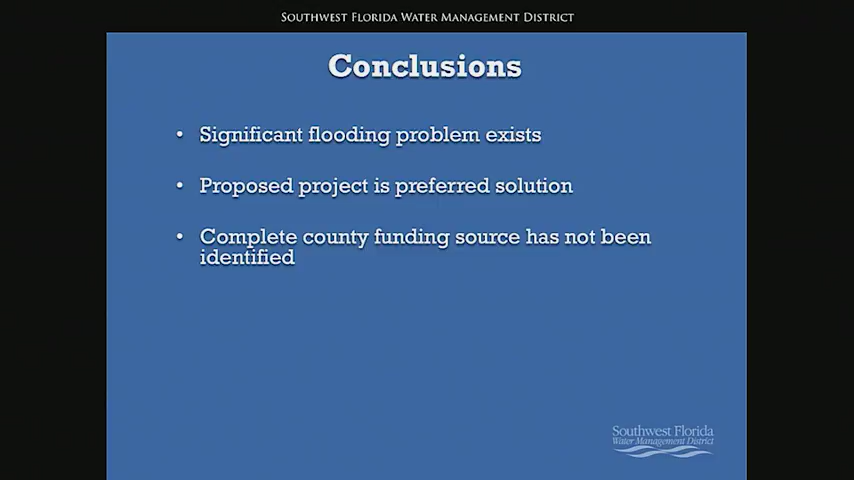 Southwest Florida Water Management District
Conclusions
• Significant flooding problem exists
• Proposed project is preferred solution
• Complete county funding source has not been
identified
Southwest Florida
Water Management District